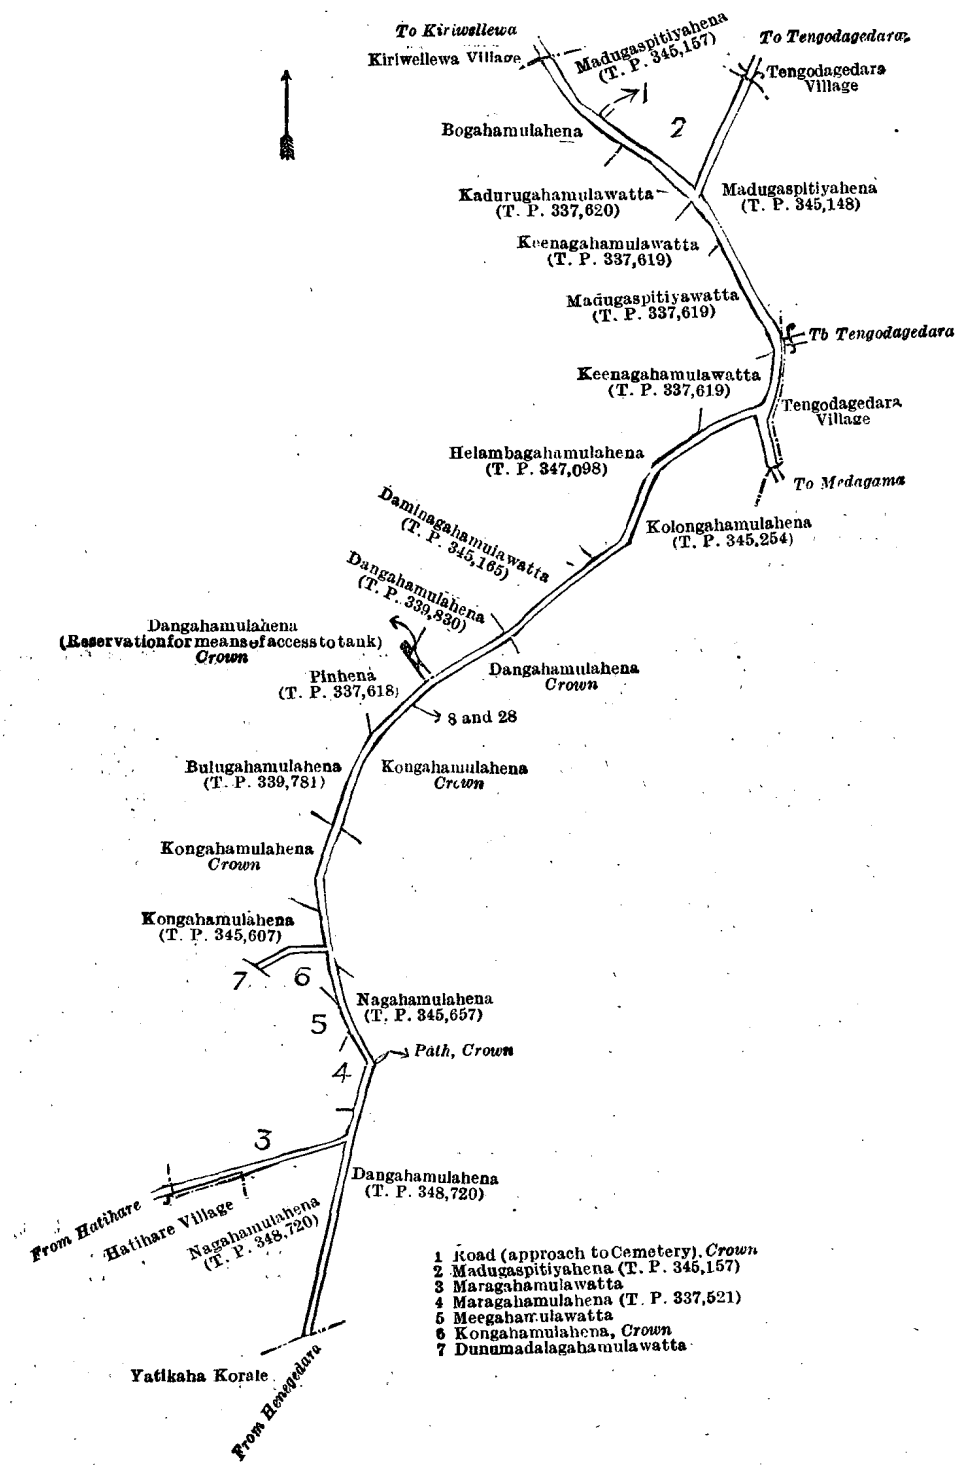 To Kiriwellewa
Kiriwellewa Village
Madugaspitiyahena
(T. P. 345,157)
To Tengodagedara
Tengodagedara
Village
1
2
Bogahamulahena
Kadurugahamulawatta
(T. P. 337,620)
Madugaspitiyahena
(T. P. 345,148)
Keenagahamulawatta
(T. P. 337,619)
Madugaspitiyawatta
(T. P. 337,619)
To Tengodagedara
Keenagahamulawatta
(T. P. 337,619)
Tengodagedara
Village
Helambagahamulahena
(T. P. 347,098)
To Medagama
Kolongahamulahena
(T. P. 345,254)
Daminagahamulawatta
(T. P. 345,165)
Dangahamulahena
(T. P. 339,830)
Dangahamulahena
(Reservation for means of access to tank)
Crown
Pinhena
(T. P. 337,618)
Dangahamulahena
Crown
8 and 28
Bulugahamulahena
(T. P. 339,781)
Kongahamulahena
Crown
Kongahamulahena
Crown
Kongahamulahena
(T. P. 345,607)
7
6
Nagahamulahena
(T. P. 345,657)
5
Path, Crown
4
3
Dangahamulahena
(T. P. 348,720)
From Hatihare
Hatihare Village
Nagahamulahena
(T. P. 348,720)
1 Road (approach to Cemetery), Crown
2 Madugaspitiyahena (T. P. 345,157)
3 Maragahamulawatta
4 Maragahamulahena (T. P. 337,521)
5 Meegahamulawatta
6 Kongahamulahena, Crown
7 Dunumadalagahamulawatta
Yatikaha Korale
From Henegedara